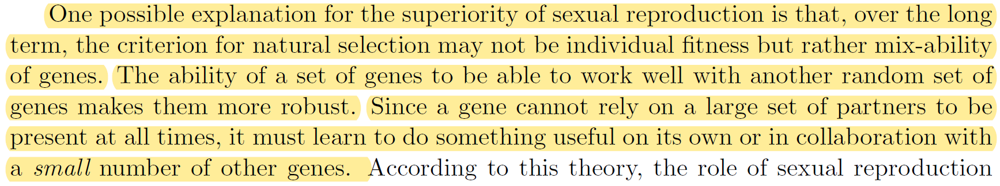 One possible explanation for the superiority of sexual reproduction is that, over the long
term, the criterion for natural selection may not be individual fitness but rather mix-ability
of genes. The ability of a set of genes to be able to work well with another random set of
genes makes them more robust. Since a gene cannot rely on a large set of partners to be
present at all times, it must learn to do something useful on its own or in collaboration with
a small number of other genes. According to this theory, the role of sexual reproduction